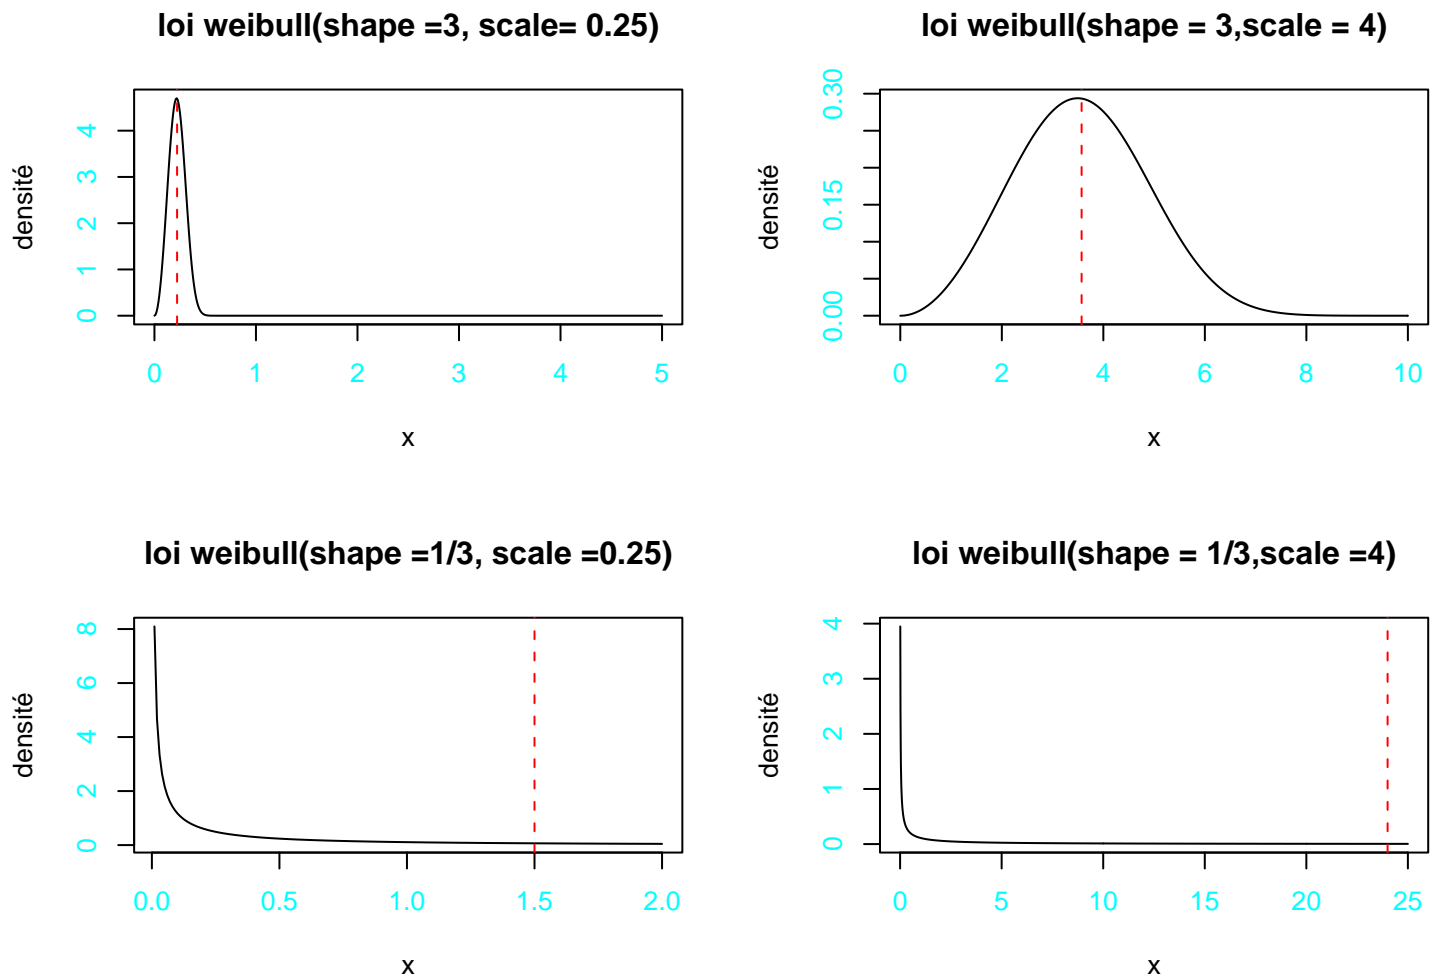 loi weibull(shape =3, scale= 0.25)
densité
0 1 2 3 4
0 1 2 3 4 5
x
loi weibull(shape = 3,scale = 4)
densité
0.00 0.15 0.30
0 2 4 6 8 10
x
loi weibull(shape =1/3, scale =0.25)
densité
0 2 4 6 8
0.0 0.5 1.0 1.5 2.0
x
loi weibull(shape = 1/3,scale =4)
densité
0 1 2 3 4
0 5 10 15 20 25
x